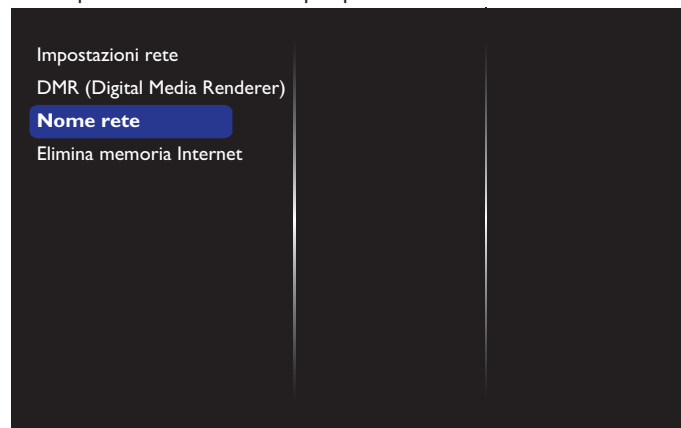 Impostazioni rete
DMR (Digital Media Renderer)
Nome rete
Elimina memoria Internet